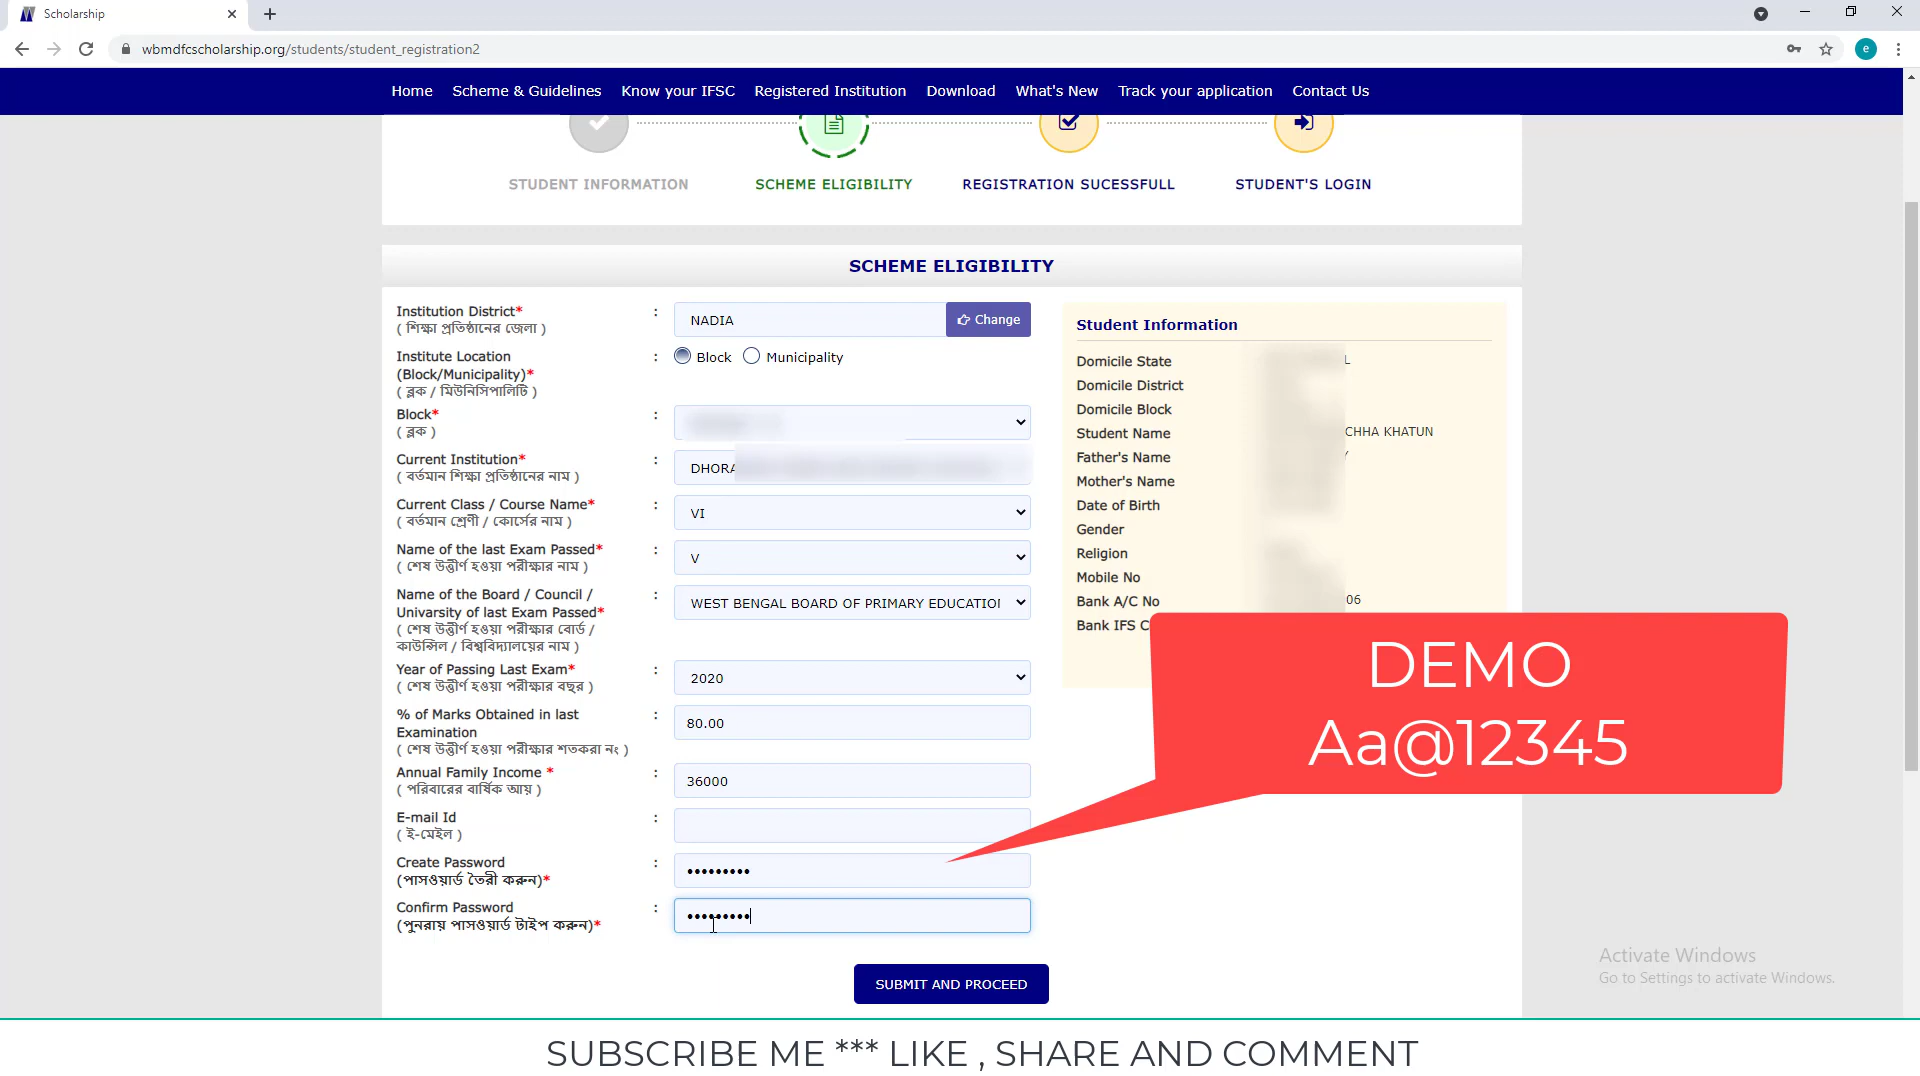 Scholarship
wbmdfcscholarship.org/students/student_registration2
e
Home Scheme & Guidelines Know your IFSC Registered Institution Download What's New Track your application Contact Us
STUDENT INFORMATION SCHEME ELIGIBILITY REGISTRATION SUCESSFULL STUDENT'S LOGIN
SCHEME ELIGIBILITY
Institution District* : NADIA Change
( শিক্ষা প্রতিষ্ঠানের জেলা )
Institute Location : Block Municipality
(Block/Municipality)*
( ব্লক / মিউনিসিপালিটি )
Block* :
( ব্লক )
Current Institution* : DHORA
( বর্তমান শিক্ষা প্রতিষ্ঠানের নাম )
Current Class / Course Name* : VI
( বর্তমান শ্রেণী / কোর্সের নাম )
Name of the last Exam Passed* : V
( শেষ উত্তীর্ণ হওয়া পরীক্ষার নাম )
Name of the Board / Council / : WEST BENGAL BOARD OF PRIMARY EDUCATION
Univarsity of last Exam Passed*
( শেষ উত্তীর্ণ হওয়া পরীক্ষার বোর্ড /
কাউন্সিল / বিশ্ববিদ্যালয়ের নাম )
Year of Passing Last Exam* : 2020
( শেষ উত্তীর্ণ হওয়া পরীক্ষার বছর )
% of Marks Obtained in last : 80.00
Examination
( শেষ উত্তীর্ণ হওয়া পরীক্ষার শতকরা নং )
Annual Family Income * : 36000
( পরিবারের বার্ষিক আয় )
E-mail Id :
( ই-মেইল )
Create Password : •••••••••
(পাসওয়ার্ড তৈরী করুন)*
Confirm Password : •••••••••
(পুনরায় পাসওয়ার্ড টাইপ করুন)*
SUBMIT AND PROCEED
Student Information
Domicile State L
Domicile District
Domicile Block
Student Name CHHA KHATUN
Father's Name Y
Mother's Name
Date of Birth
Gender
Religion
Mobile No
Bank A/C No 06
Bank IFS C
DEMO
Aa@12345
Activate Windows
Go to Settings to activate Windows.
SUBSCRIBE ME *** LIKE , SHARE AND COMMENT